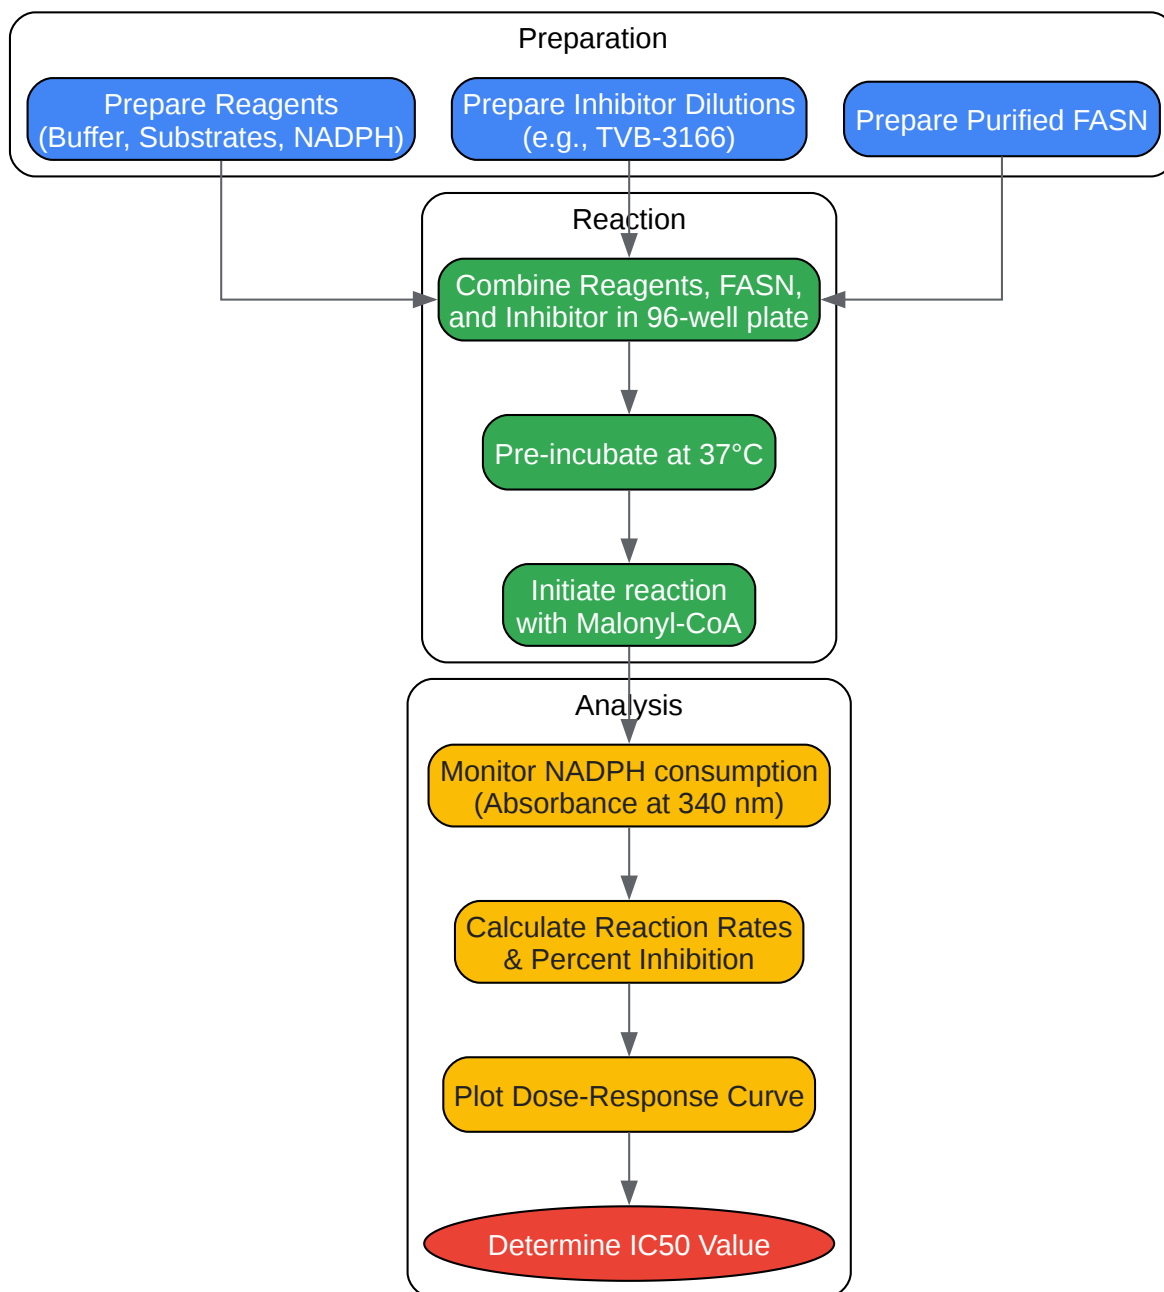 Preparation
Prepare Reagents
(Buffer, Substrates, NADPH)
Prepare Inhibitor Dilutions
(e.g., TVB-3166)
Prepare Purified FASN
Reaction
Combine Reagents, FASN,
and Inhibitor in 96-well plate
Pre-incubate at 37°C
Initiate reaction
with Malonyl-CoA
Analysis
Monitor NADPH consumption
(Absorbance at 340 nm)
Calculate Reaction Rates
& Percent Inhibition
Plot Dose-Response Curve
Determine IC50 Value